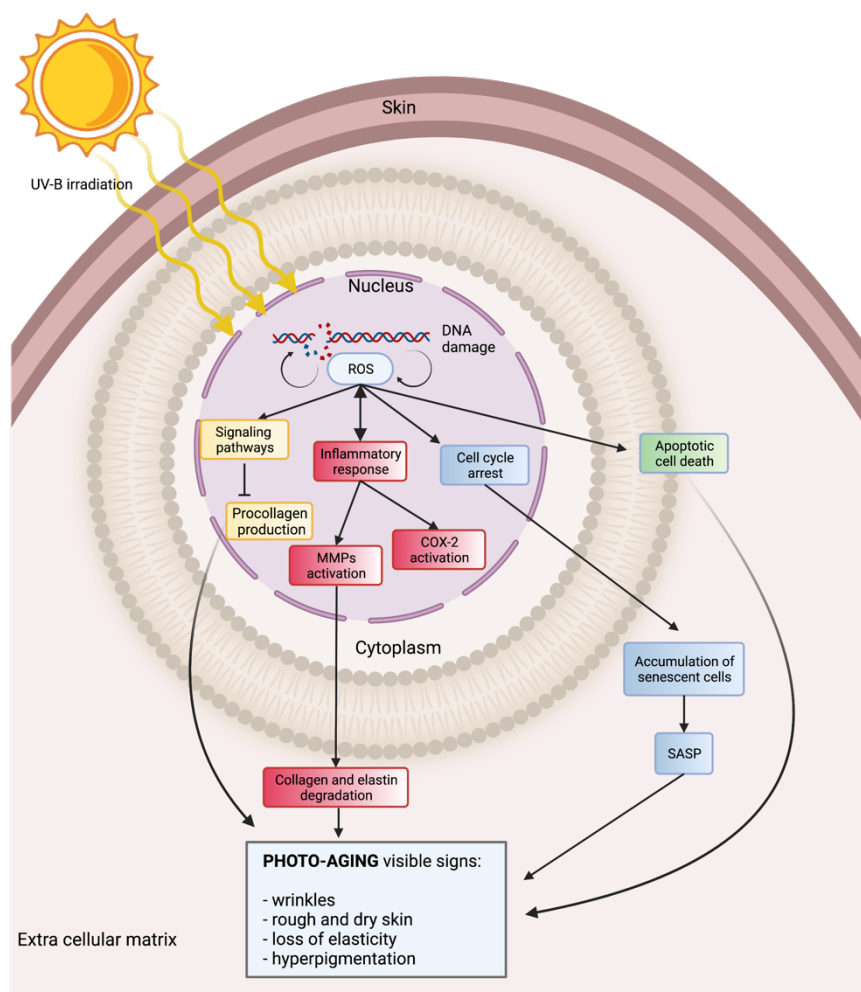 Skin
UV-B irradiation
Nucleus
DNA
damage
ROS
Signaling
pathways
Inflammatory
response
Cell cycle
arrest
Apoptotic
cell death
Procollagen
production
MMPs
activation
COX-2
activation
Cytoplasm
Accumulation of
senescent cells
SASP
Collagen and elastin
degradation
PHOTO-AGING visible signs:
- wrinkles
- rough and dry skin
- loss of elasticity
- hyperpigmentation
Extra cellular matrix